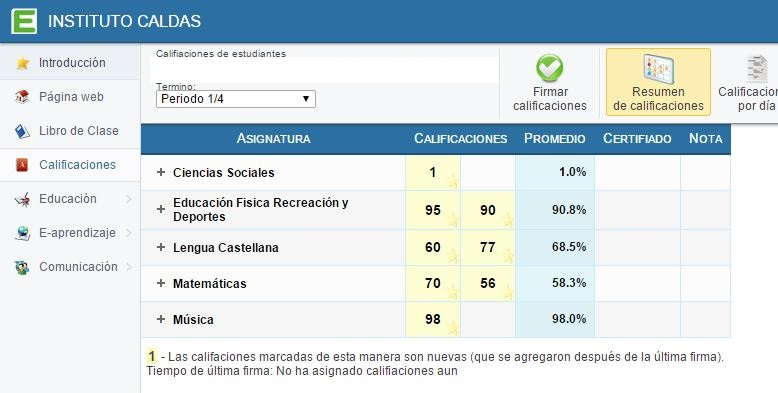 E INSTITUTO CALDAS
Introducción
Página web
Libro de Clase
Calificaciones
Educación
E-aprendizaje
Comunicación
Califiaciones de estudiantes
Termino:
Periodo 1/4
Firmar
calificaciones
Resumen
de calificaciones
Calificacion
por día
ASIGNATURA CALIFICACIONES PROMEDIO CERTIFIADO NOTA
+ Ciencias Sociales 1 1.0%
+ Educación Fisica Recreación y
Deportes 95 90 90.8%
+ Lengua Castellana 60 77 68.5%
+ Matemáticas 70 56 58.3%
+ Música 98 98.0%
1 - Las califaciones marcadas de esta manera son nuevas (que se agregaron después de la última firma).
Tiempo de última firma: No ha asignado califiaciones aun